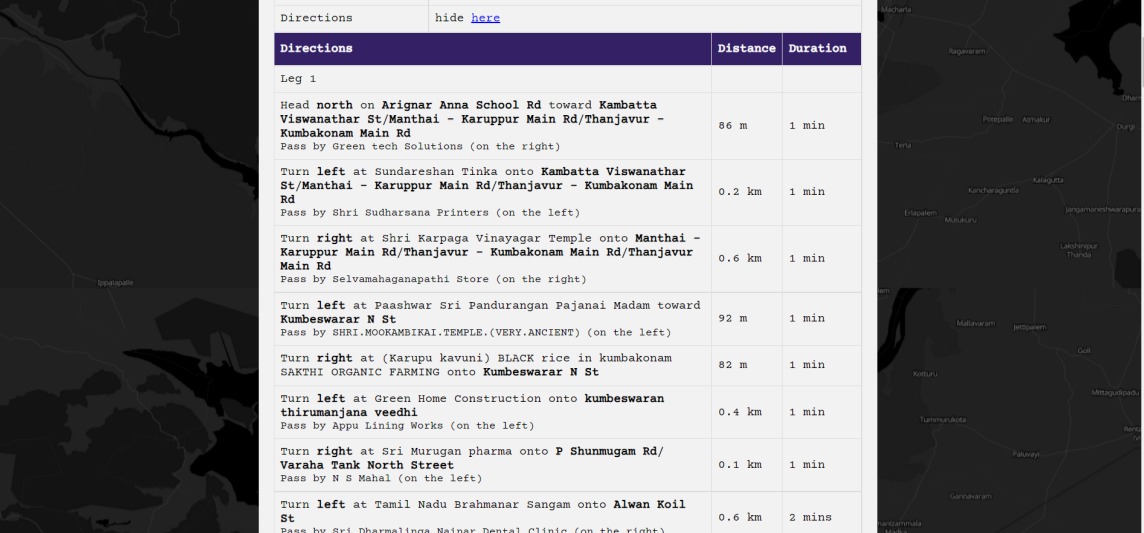 Directions hide here
Directions Distance Duration
Leg 1
Head north on Arignar Anna School Rd toward Kambatta
Viswanathar St/Manthai - Karuppur Main Rd/Thanjavur -
Kumbakonam Main Rd
Pass by Green tech Solutions (on the right)
86 m 1 min
Turn left at Sundareshan Tinka onto Kambatta Viswanathar
St/Manthai - Karuppur Main Rd/Thanjavur - Kumbakonam Main
Rd
Pass by Shri Sudharsana Printers (on the left)
0.2 km 1 min
Turn right at Shri Karpaga Vinayagar Temple onto Manthai -
Karuppur Main Rd/Thanjavur - Kumbakonam Main Rd/Thanjavur
Main Rd
Pass by Selvamahaganapathi Store (on the right)
0.6 km 1 min
Turn left at Paashwar Sri Pandurangan Pajanai Madam toward
Kumbeswarar N St
Pass by SHRI.MOOKAMBIKAI.TEMPLE.(VERY.ANCIENT) (on the left)
92 m 1 min
Turn right at (Karupu kavuni) BLACK rice in kumbakonam
SAKTHI ORGANIC FARMING onto Kumbeswarar N St
82 m 1 min
Turn left at Green Home Construction onto kumbeswaran
thirumanjana veedhi
Pass by Appu Lining Works (on the left)
0.4 km 1 min
Turn right at Sri Murugan pharma onto P Shunmugam Rd/
Varaha Tank North Street
Pass by N S Mahal (on the left)
0.1 km 1 min
Turn left at Tamil Nadu Brahmanar Sangam onto Alwan Koil
St
Pass by Sri Dharmalinga Nainar Dental Clinic (on the right)
0.6 km 2 mins
Ippalapalle
Macharla
Ragavaram
Dham
Potepalle Atmakur
Durgi
Terla
Kalagutta
Kancharaguntla
Erlapalem
Mutukuru
Jangamaneshwarapura
Lakshinipur
Thanda
lem
Mallavaram
Jettipalem
Goli
Kotturu
Mittagudipadu
Tummurukota
Renta
Paluvayi
Gannavaram
nantzammala